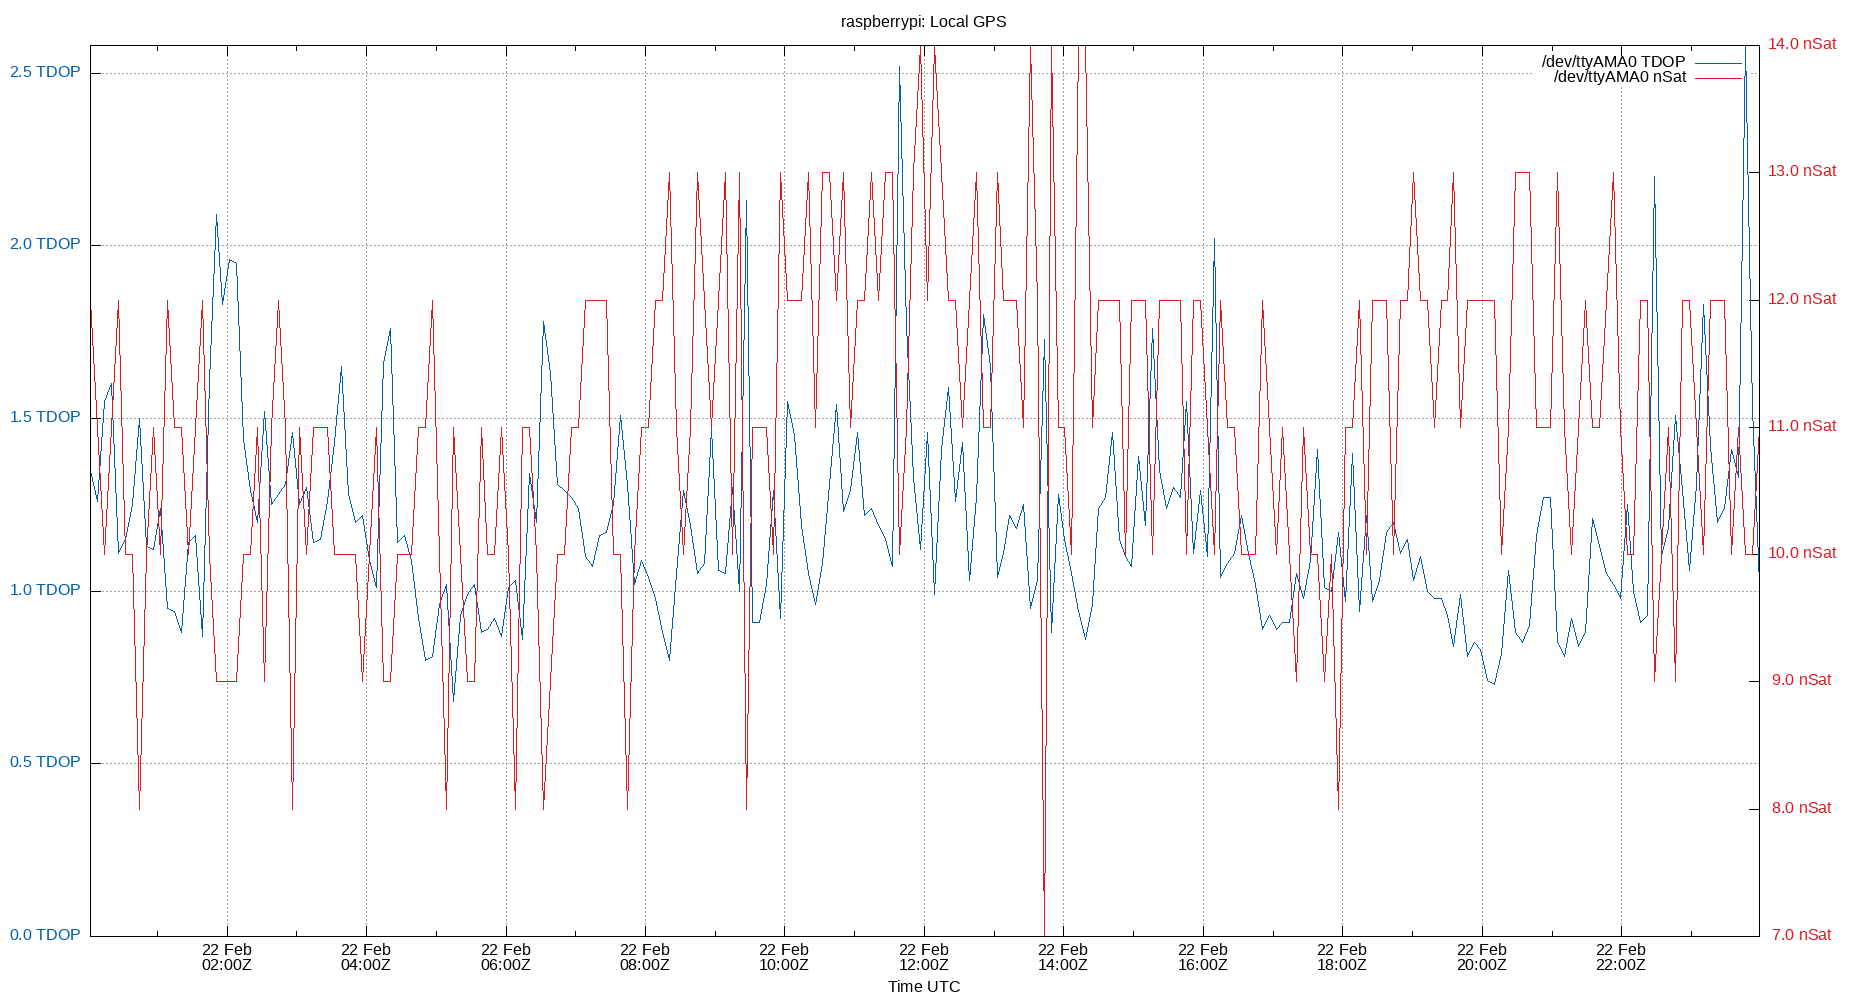 raspberrypi: Local GPS
14.0 nSat
/dev/ttyAMA0 TDOP
2.5 TDOP
/dev/ttyAMA0 nSat
13.0 nSat
2.0 TDOP
12.0 nSat
1.5 TDOP
11.0 nSat
10.0 nSat
1.0 TDOP
9.0 nSat
0.5 TDOP
8.0 nSat
0.0 TDOP
7.0 nSat
22 Feb 22 Feb 22 Feb 22 Feb 22 Feb 22 Feb 22 Feb 22 Feb 22 Feb 22 Feb 22 Feb
02:00Z 04:00Z 06:00Z 08:00Z 10:00Z 12:00Z 14:00Z 16:00Z 18:00Z 20:00Z 22:00Z
Time UTC